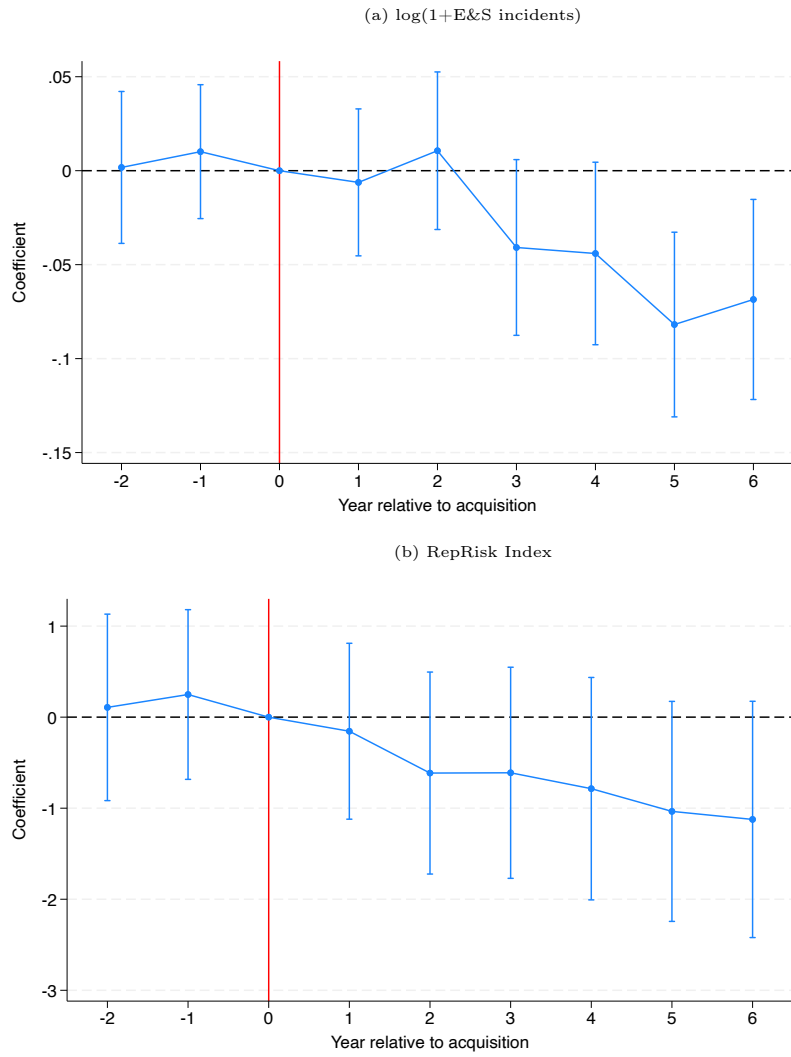 (a) log(1+E&S incidents)
.05
0
-.05
-.1
-.15
Coefficient
-2 -1 0 1 2 3 4 5 6
Year relative to acquisition
(b) RepRisk Index
1
0
-1
-2
-3
Coefficient
-2 -1 0 1 2 3 4 5 6
Year relative to acquisition